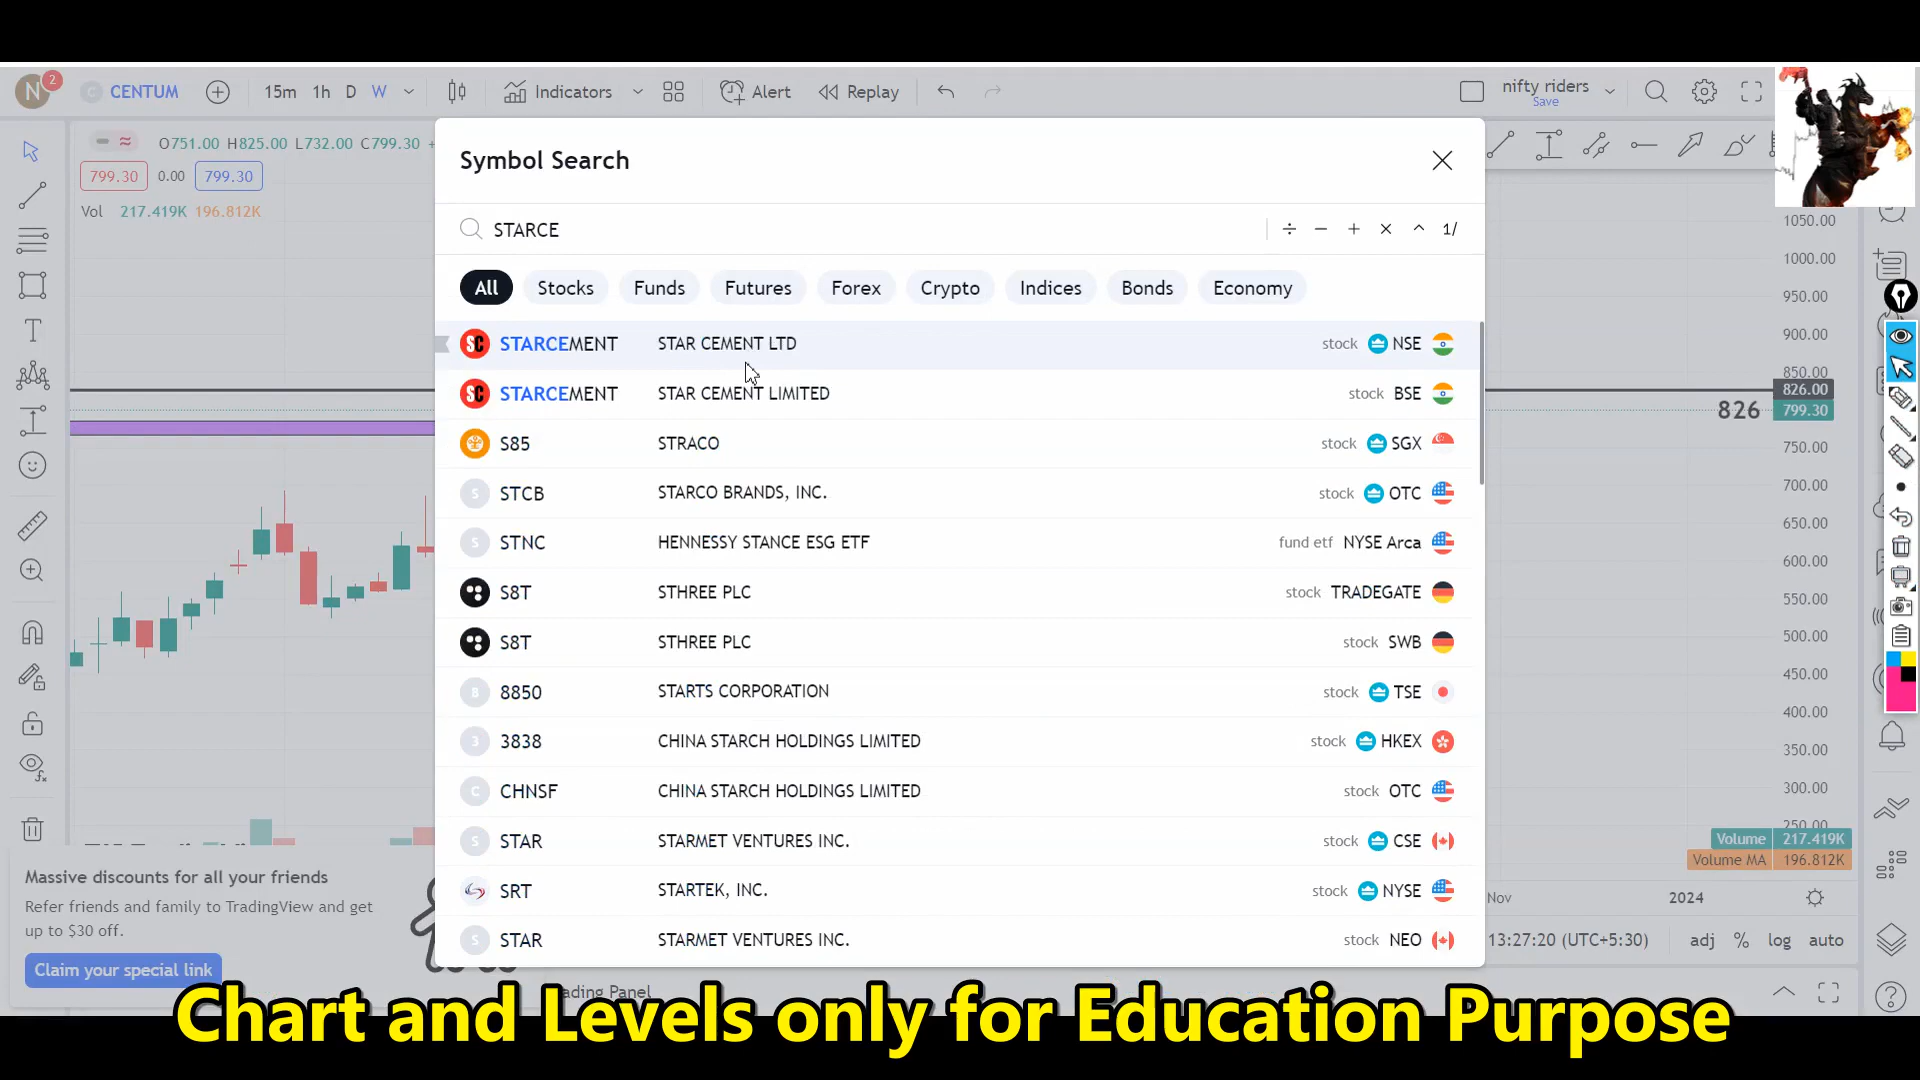 N 2 CENTUM 15m 1h D W Indicators Alert Replay nifty riders
Save
O751.00 H825.00 L732.00 C799.30 +
799.30 0.00 799.30
Vol 217.419K 196.812K
Symbol Search
STARCE ÷ − + × ^ 1/
All Stocks Funds Futures Forex Crypto Indices Bonds Economy
SC STARCEMENT STAR CEMENT LTD stock NSE
SC STARCEMENT STAR CEMENT LIMITED stock BSE
S85 STRACO stock SGX
S STCB STARCO BRANDS, INC. stock OTC
S STNC HENNESSY STANCE ESG ETF fund etf NYSE Arca
S8T STHREE PLC stock TRADEGATE
S8T STHREE PLC stock SWB
8 8850 STARTS CORPORATION stock TSE
3 3838 CHINA STARCH HOLDINGS LIMITED stock HKEX
C CHNSF CHINA STARCH HOLDINGS LIMITED stock OTC
S STAR STARMET VENTURES INC. stock CSE
SRT STARTEK, INC. stock NYSE
S STAR STARMET VENTURES INC. stock NEO
1050.00
1000.00
950.00
900.00
850.00
826.00
826 799.30
750.00
700.00
650.00
600.00
550.00
500.00
450.00
400.00
350.00
300.00
250.00
Volume 217.419K
Volume MA 196.812K
Nov 2024
13:27:20 (UTC+5:30) adj % log auto
Massive discounts for all your friends
Refer friends and family to TradingView and get
up to $30 off.
Claim your special link
ading Panel
Chart and Levels only for Education Purpose